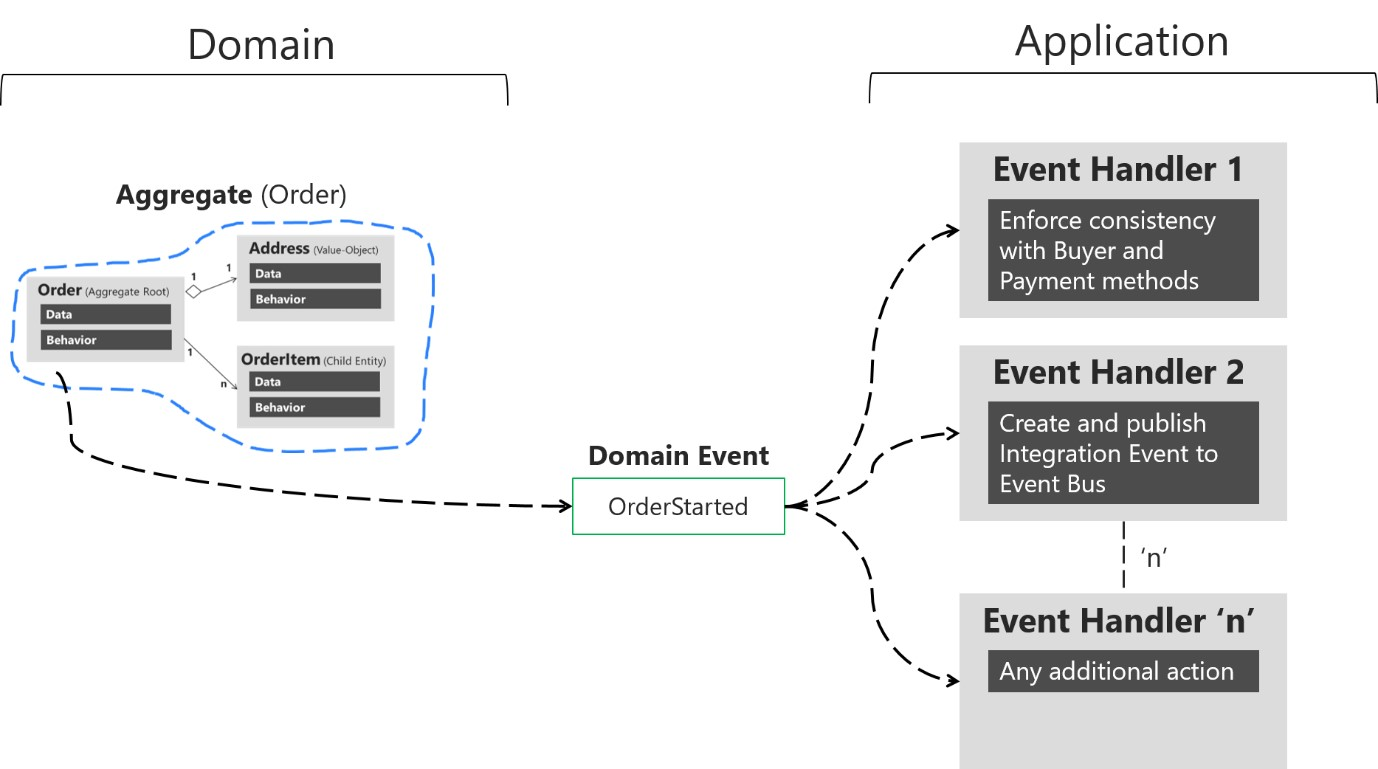 Domain
Application
Aggregate (Order)
Address (Value-Object)
Data
Behavior
1
1
Order (Aggregate Root)
Data
Behavior
1
n
OrderItem (Child Entity)
Data
Behavior
Domain Event
OrderStarted
Event Handler 1
Enforce consistency
with Buyer and
Payment methods
Event Handler 2
Create and publish
Integration Event to
Event Bus
‘n’
Event Handler ‘n’
Any additional action